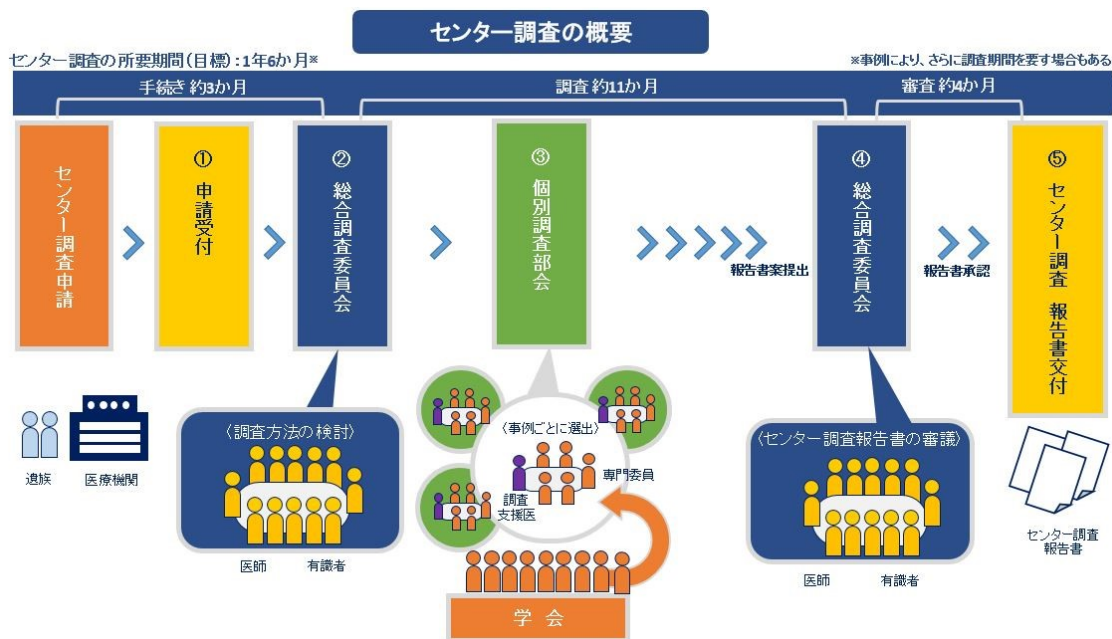 センター調査の概要
センター調査の所要期間(目標):1年6か月※
※事例により、さらに調査期間を要す場合もある
手続き 約3か月
調査 約11か月
審査 約4か月
センター調査申請
① 申請受付
② 総合調査委員会
③ 個別調査部会
報告書案提出
④ 総合調査委員会
報告書承認
⑤ センター調査 報告書交付
遺族
医療機関
〈調査方法の検討〉
医師
有識者
〈事例ごとに選出〉
専門委員
調査
支援医
学 会
〈センター調査報告書の審議〉
医師
有識者
センター調査
報告書